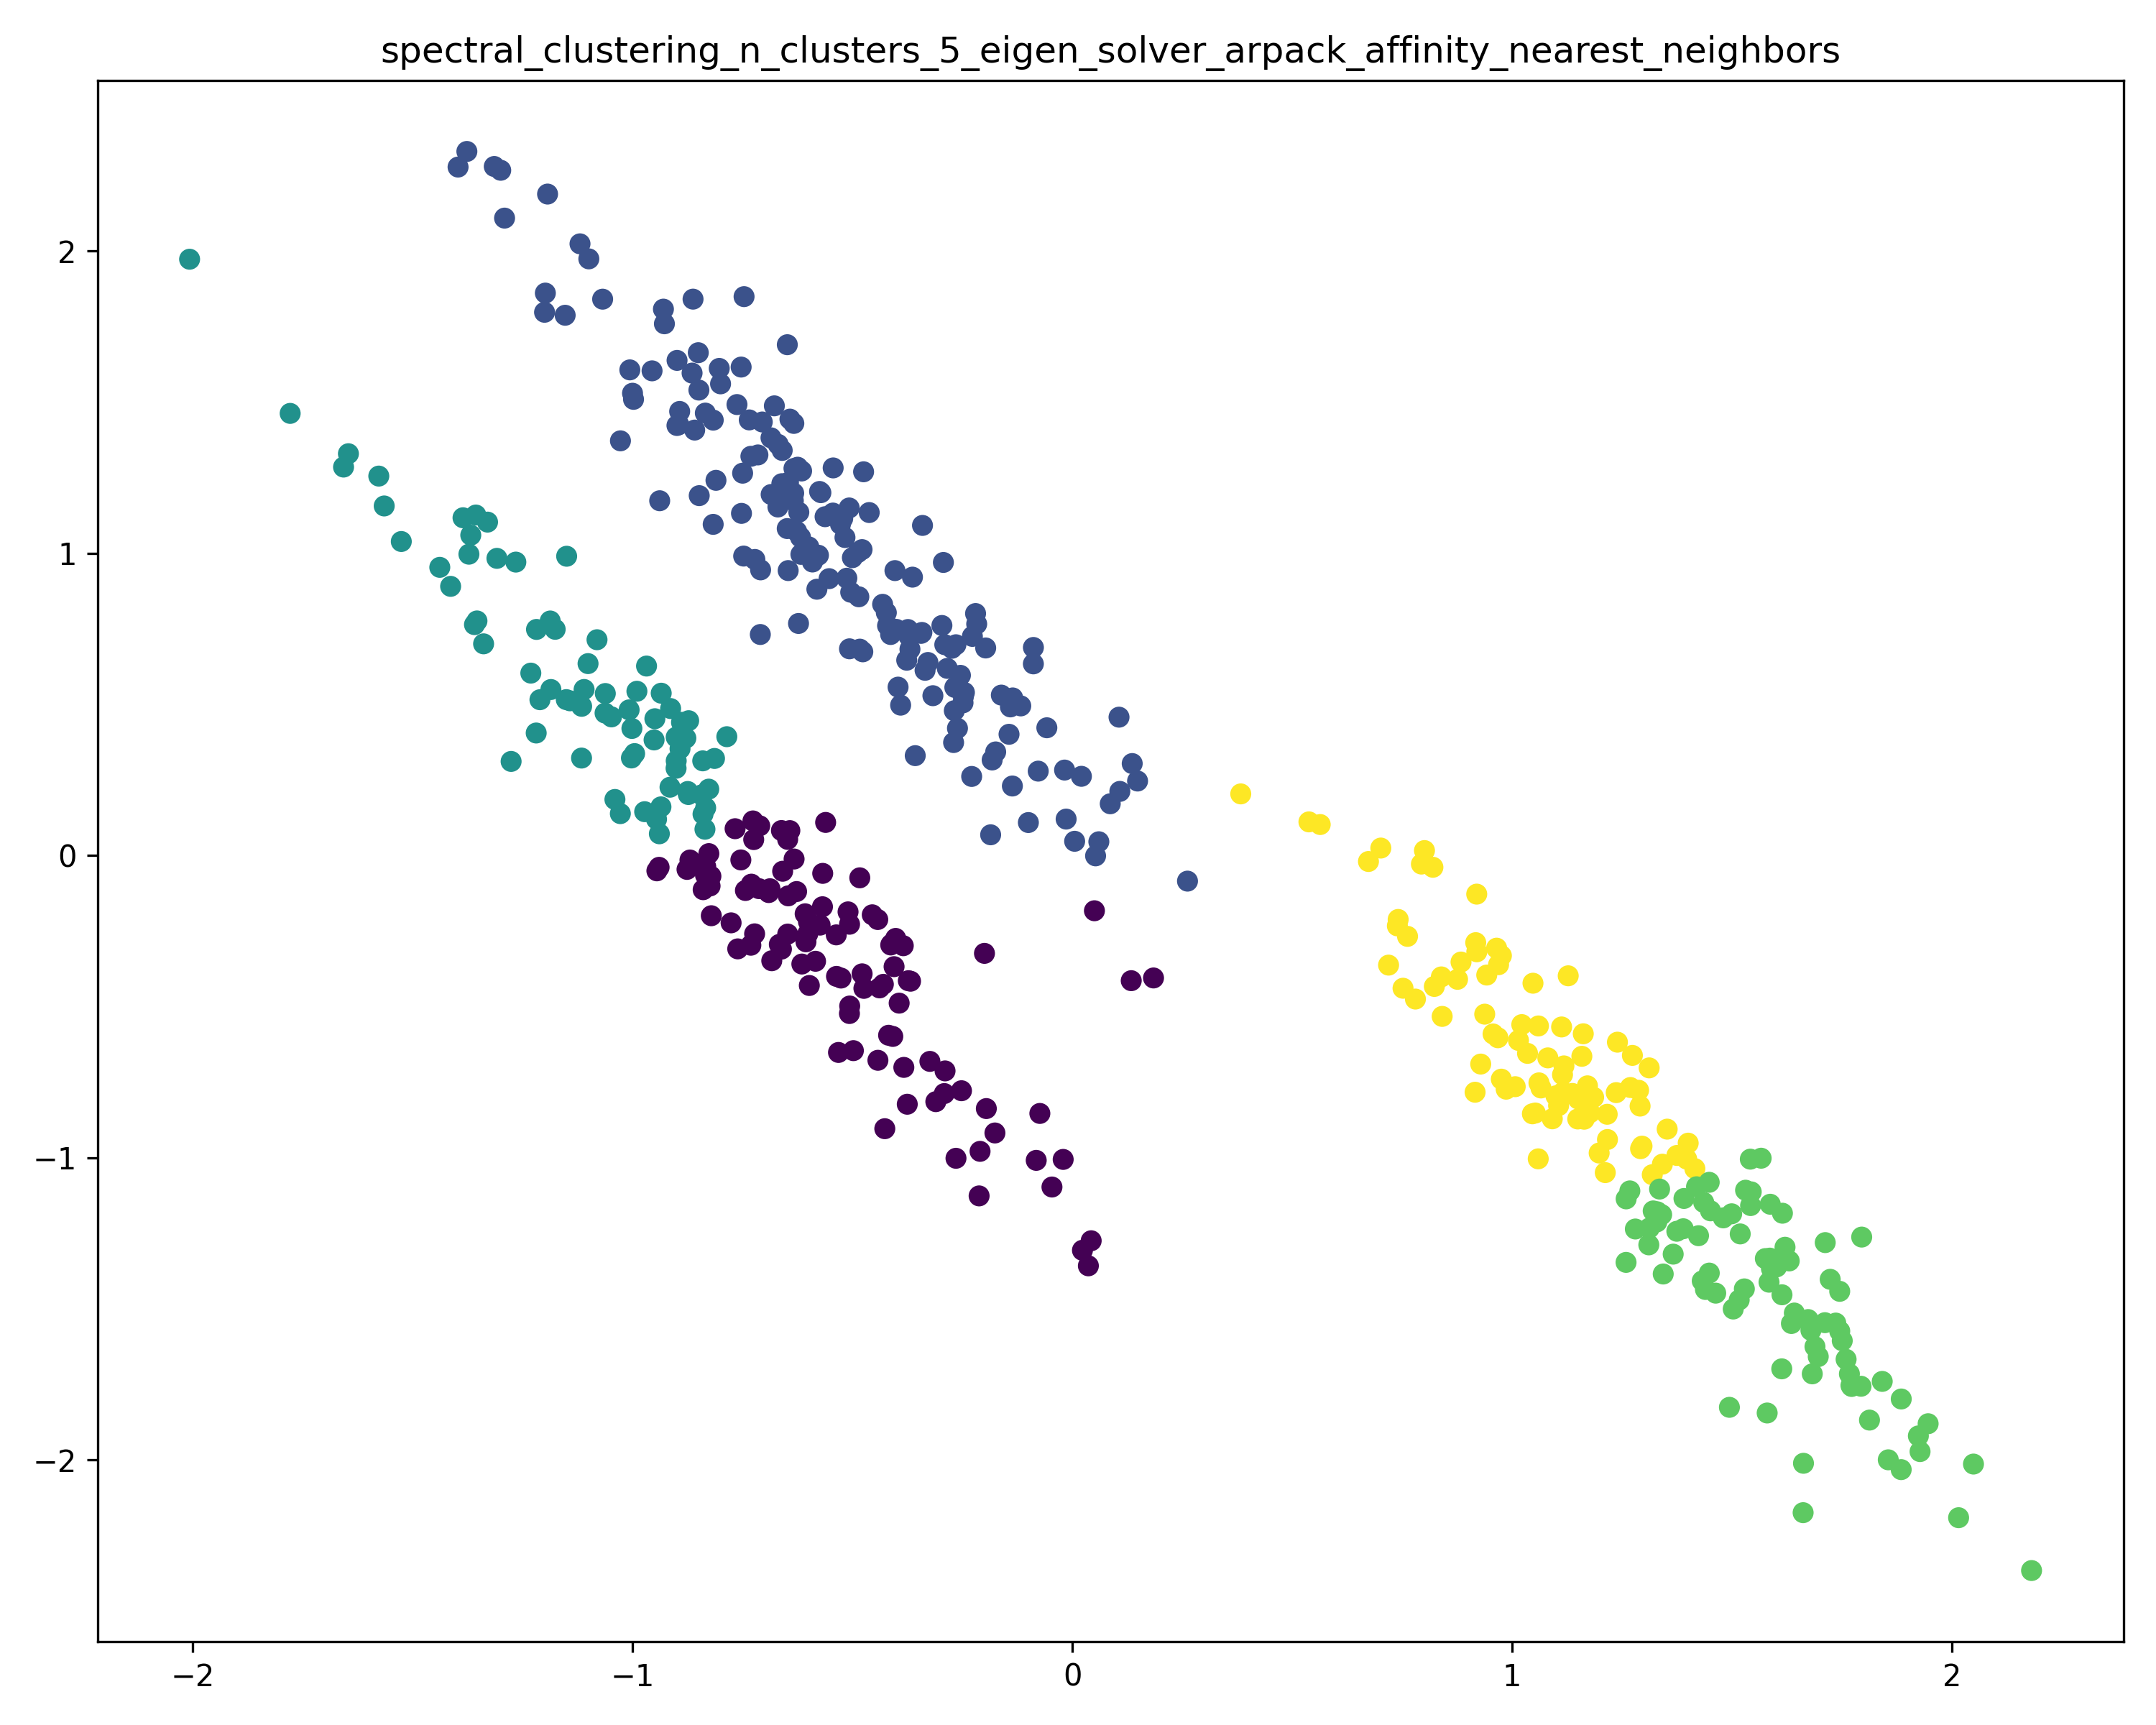 spectral_clustering_n_clusters_5_eigen_solver_arpack_affinity_nearest_neighbors
2
1
0
−1
−2
−2 −1 0 1 2